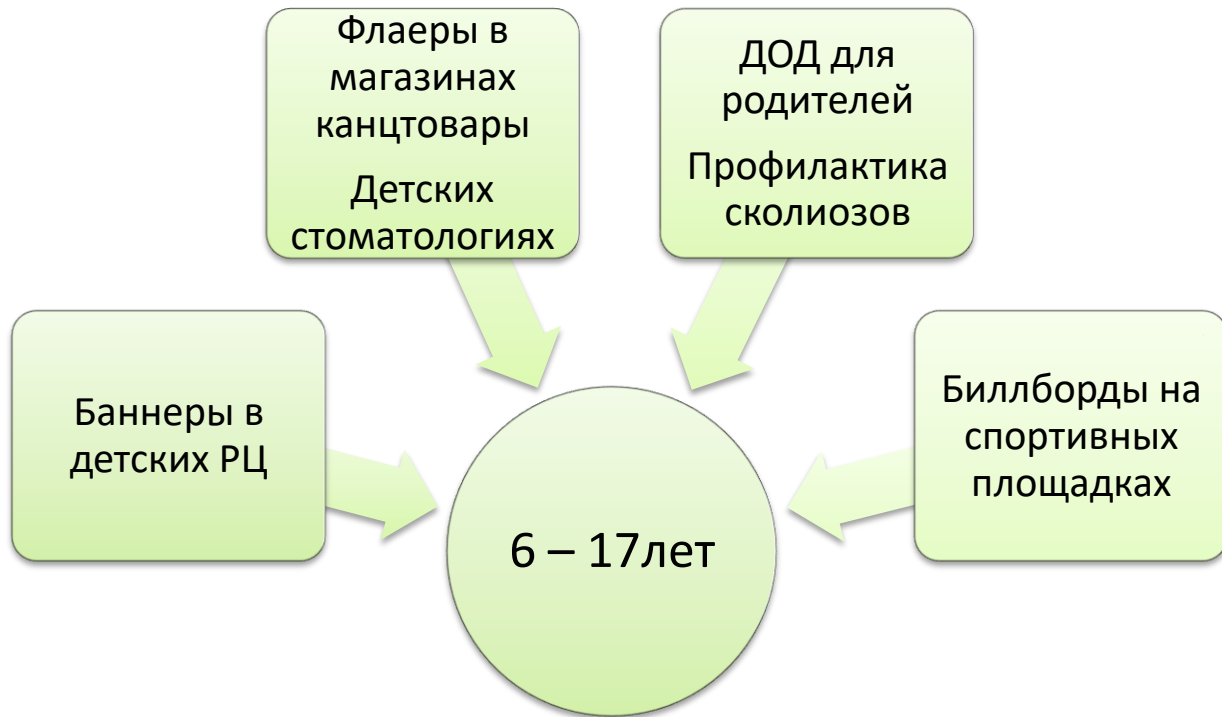 Флаеры в
магазинах
канцтовары
Детских
стоматологиях
ДОД для
родителей
Профилактика
сколиозов
Баннеры в
детских РЦ
Биллборды на
спортивных
площадках
6 – 17лет